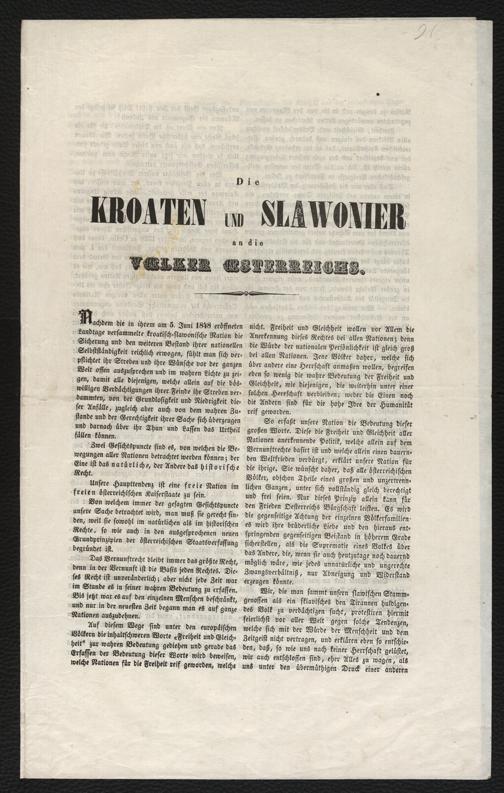 Die
KROATEN UND SLAWONIER
an die
VŒLKER ŒSTERREICHS.
Nachdem die in ihrem am 5. Juni 1848 eröffneten
Landtage versammelte kroatisch-slawonische Nation die
Sicherung und den weiteren Bestand ihrer nationellen
Selbstständigkeit reichlich erwogen, fühlt man sich ver-
pflichtet ihr Streben und ihre Wünsche vor der ganzen
Welt offen auszusprechen und im wahren Lichte zu zei-
gen, damit alle diejenigen, welche allein auf die bös-
willigen Verdächtigungen ihrer Feinde ihr Streben ver-
dammten, von der Grundlosigkeit und Niedrigkeit die-
ser Anfälle, zugleich aber auch von dem wahren Zu-
stande und der Gerechtigkeit ihrer Sache sich überzeugen
und darnach über ihr Thun und Lassen das Urtheil
fällen können.
Zwei Gesichtspunkte sind es, von welchen die Be-
wegungen aller Nationen betrachtet werden können; der
Eine ist das natürliche, der Andere das historische
Recht.
Unsere Haupttendenz ist eine freie Nation im
freien österreichischen Kaiserstaate zu sein.
Von welchem immer der gesagten Gesichtspunkte
unsere Sache betrachtet wird, man muß sie gerecht fin-
den, weil sie sowohl im natürlichen als im historischen
Rechte, so wie auch in den ausgesprochenen neuen
Grundprinzipien der österreichischen Staatsverfassung
begründet ist.
Das Vernunftrecht bleibt immer das größte Recht,
denn in der Vernunft ist die Basis jeden Rechtes. Die-
ses Recht ist unveränderlich; aber nicht jede Zeit war
im Stande es in seiner wahren Bedeutung zu erfassen.
Bis jetzt war es auf den einzelnen Menschen beschränkt,
und nur in der neuesten Zeit begann man es auf ganze
Nationen auszudehnen.
Auf diesem Wege sind unter den europäischen
Völkern die inhaltschweren Worte „Freiheit und Gleich-
heit“ zur wahren Bedeutung gediehen und gerade das
Erfassen der Bedeutung dieser Worte wird beweisen,
welche Nationen für die Freiheit reif geworden, welche
nicht. Freiheit und Gleichheit wollen vor Allem die
Anerkennung dieses Rechtes bei allen Nationen; denn
die Würde der nationalen Persönlichkeit ist gleich groß
bei allen Nationen. Jene Völker daher, welche sich
über andere eine Herrschaft anmaßen wollen, begreifen
eben so wenig die wahre Bedeutung der Freiheit und
Gleichheit, wie diejenigen, die weiterhin unter einer
frühern Herrschaft verbleiben; weder die Einen noch
die Andern sind für die hohe Idee der Humanität
reif geworden.
So erfaßt unsere Nation die Bedeutung dieser
großen Worte. Diese die Freiheit und Gleichheit aller
Nationen anerkennende Politik, welche allein auf dem
Vernunftrechte basirt ist und welche allein einen dauern-
den Weltfrieden verbürgt, erklärt unsere Nation für
die ihrige. Sie wünscht daher, daß alle österreichischen
Völker, obschon Theile eines großen und unzertrenn-
lichen Ganzen, unter sich vollständig gleich berechtigt
und frei seien. Nur dieses Prinzip allein kann für
den Frieden Oesterreichs Bürgschaft leisten. Es wird
die gegenseitige Achtung der einzelnen Völkerfamilien-
es wird ihre brüderliche Liebe und den hieraus ent-
springenden gegenseitigen Beistand in höherem Grade
sicherstellen, als die Supromatie eines Volkes über
das Andere, die, wenn sie auch heutzutage noch dauernd
möglich wäre, wie jedes unnatürliche und ungerechte
Zwangsverhältniß, nur Abneigung und Widerstand
erzeugen könnte.
Wir, die man sammt unsern slavischen Stamm-
genossen als ein sklavisches den Tirannen huldigen-
des Volk zu verdächtigen sucht, protestiren hiermit
feierlichst vor aller Welt gegen solche Tendenzen,
welche sich mit der Würde der Menschheit und dem
Zeitgeist nicht vertragen, und erklären eben so entschie-
den, daß, so wie uns nach keiner Herrschaft gelüstet,
wir auch entschlossen sind, eher Alles zu wagen, als
uns unter den übermüthigen Druck einer anderen